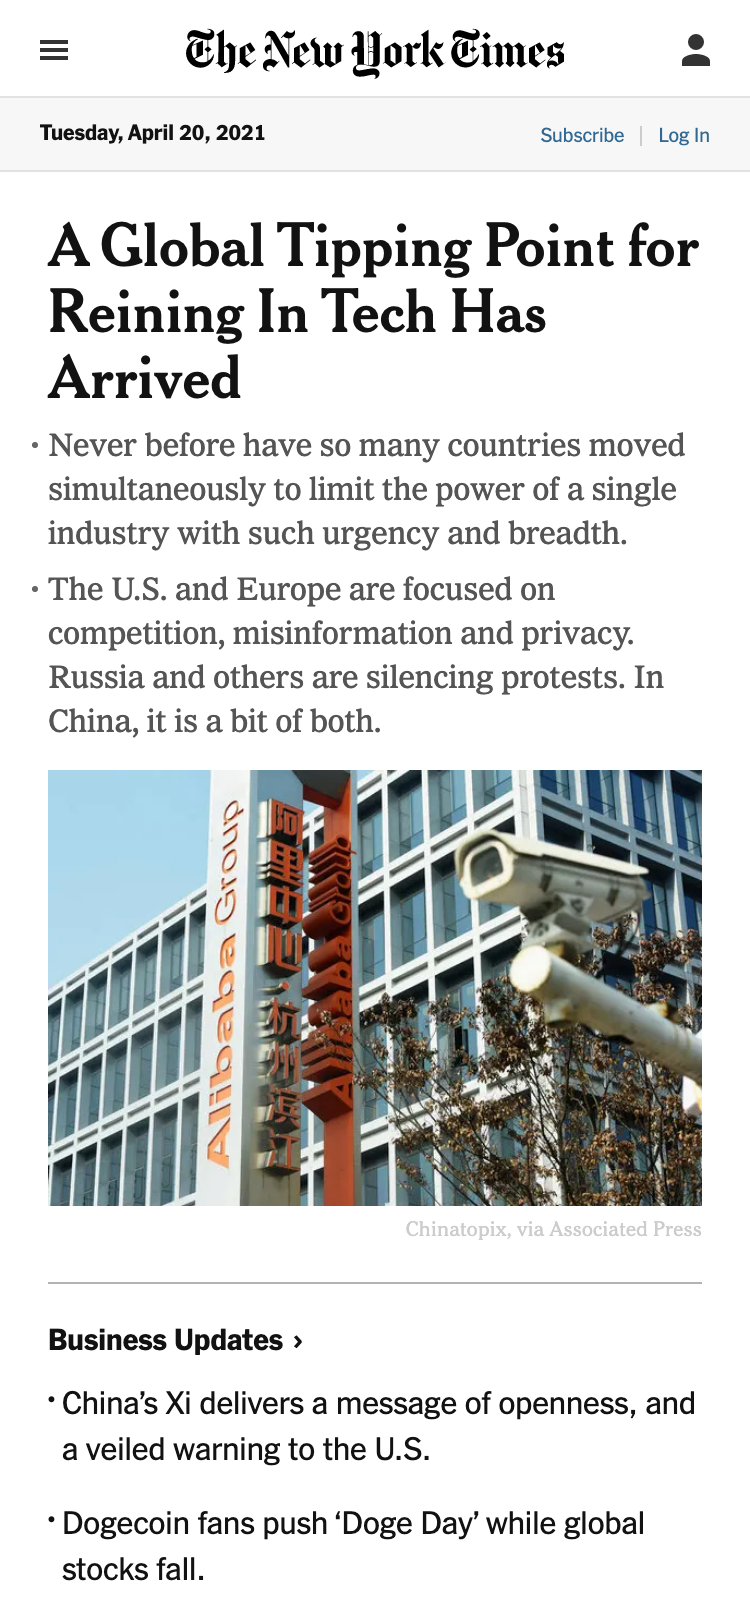 The New York Times
Tuesday, April 20, 2021
Subscribe | Log In
A Global Tipping Point for
Reining In Tech Has
Arrived
• Never before have so many countries moved
simultaneously to limit the power of a single
industry with such urgency and breadth.
• The U.S. and Europe are focused on
competition, misinformation and privacy.
Russia and others are silencing protests. In
China, it is a bit of both.
Alibaba Group
阿里中心·杭州滨江
Alibaba Group
Chinatopix, via Associated Press
Business Updates ›
• China’s Xi delivers a message of openness, and
a veiled warning to the U.S.
• Dogecoin fans push ‘Doge Day’ while global
stocks fall.